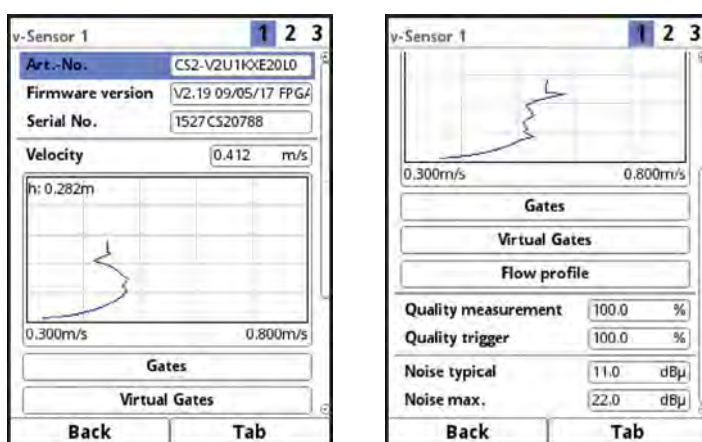 v-Sensor 1 1 2 3
Art.-No. CS2-V2U1KXE20L0
Firmware version V2.19 09/05/17 FPGA
Serial No. 1527CS20788
Velocity 0.412 m/s
h: 0.282m
0.300m/s 0.800m/s
Gates
Virtual Gates
Back Tab
v-Sensor 1 1 2 3
0.300m/s 0.800m/s
Gates
Virtual Gates
Flow profile
Quality measurement 100.0 %
Quality trigger 100.0 %
Noise typical 11.0 dBµ
Noise max. 22.0 dBµ
Back Tab